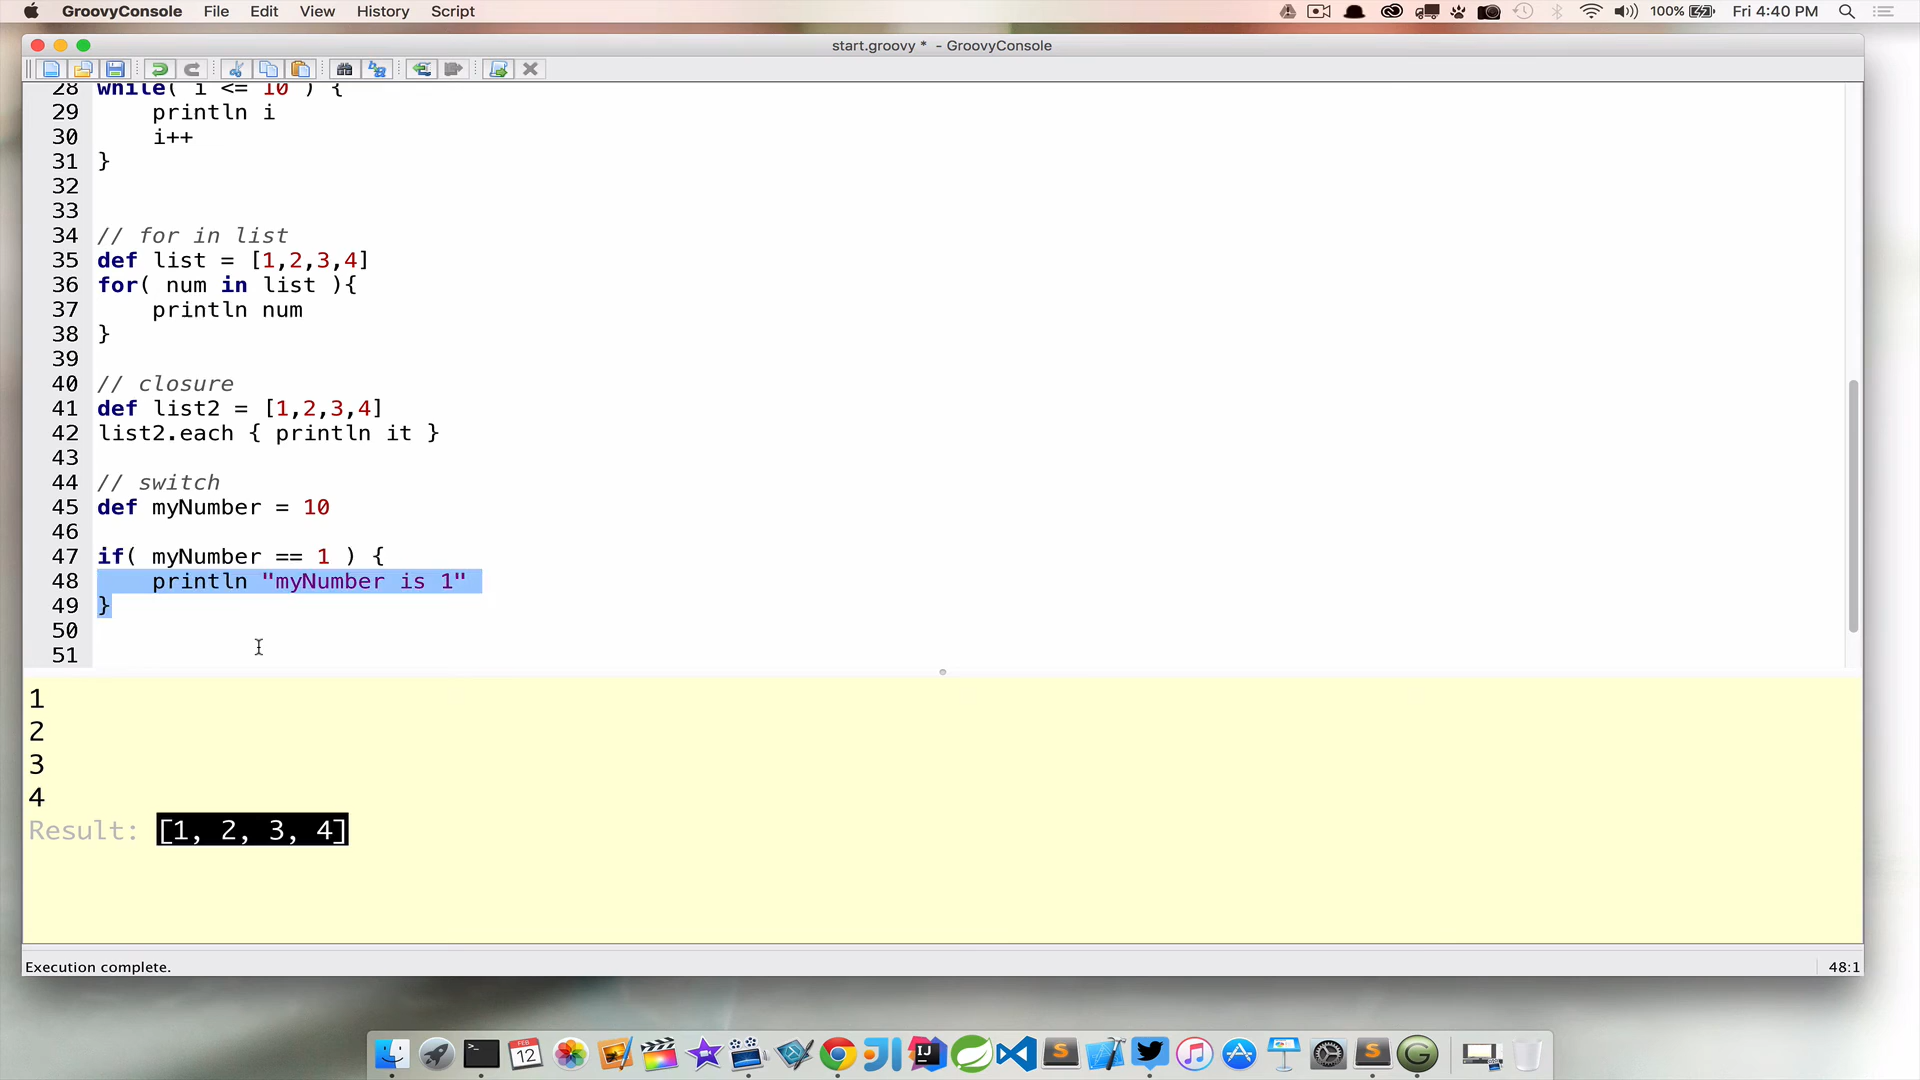 GroovyConsole File Edit View History Script 100% Fri 4:40 PM
start.groovy * - GroovyConsole
28 while( i <= 10 ) {
29 println i
30 i++
31 }
32
33
34 // for in list
35 def list = [1,2,3,4]
36 for( num in list ){
37 println num
38 }
39
40 // closure
41 def list2 = [1,2,3,4]
42 list2.each { println it }
43
44 // switch
45 def myNumber = 10
46
47 if( myNumber == 1 ) {
48 println "myNumber is 1"
49 }
50
51
1
2
3
4
Result: [1, 2, 3, 4]
Execution complete. 48:1
FEB
12